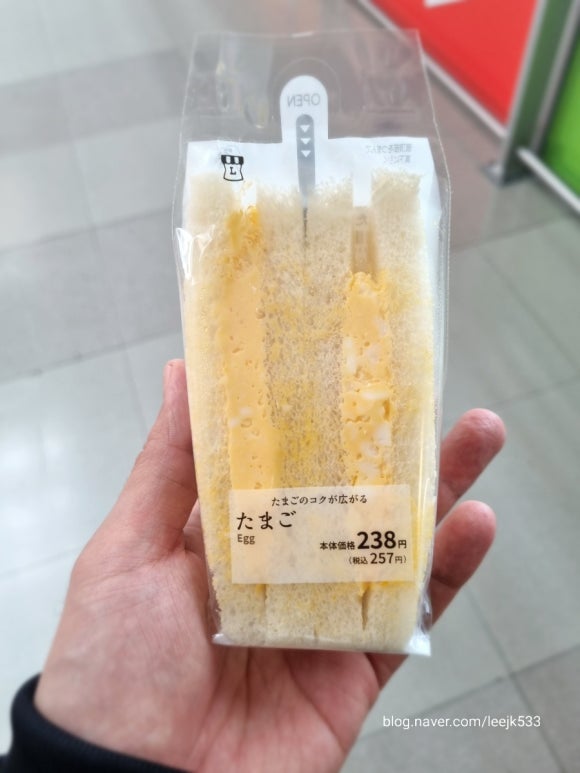 OPEN
L
たまごのコクが広がる
たまご
Egg
本体価格238円
(税込257円)
blog.naver.com/leejk533